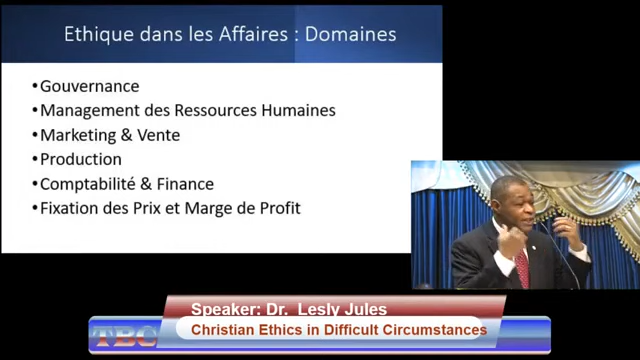 Ethique dans les Affaires : Domaines
•Gouvernance
•Management des Ressources Humaines
•Marketing & Vente
•Production
•Comptabilité & Finance
•Fixation des Prix et Marge de Profit
Speaker: Dr. Lesly Jules
TBC
Christian Ethics in Difficult Circumstances